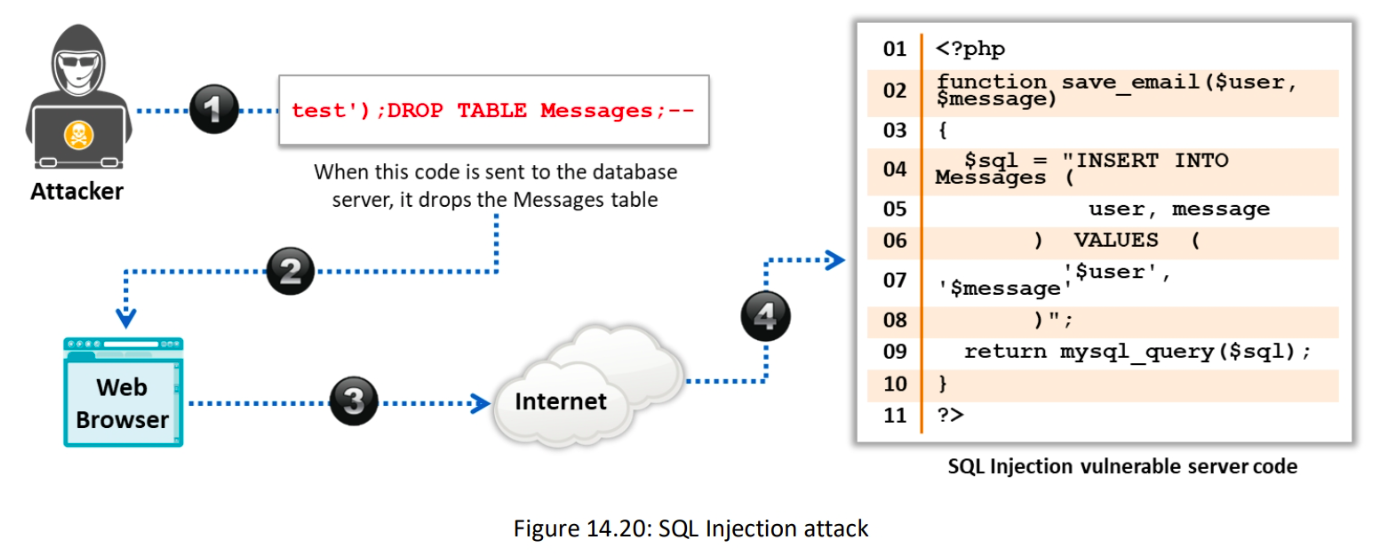 1
test');DROP TABLE Messages;--
Attacker
When this code is sent to the database
server, it drops the Messages table
2
Web
Browser
3
Internet
4
01 <?php
02 function save_email($user,
$message)
03 {
04 $sql = "INSERT INTO
Messages (
05 user, message
06 ) VALUES (
07 '$user',
'$message'
08 )";
09 return mysql_query($sql);
10 }
11 ?>
SQL Injection vulnerable server code
Figure 14.20: SQL Injection attack